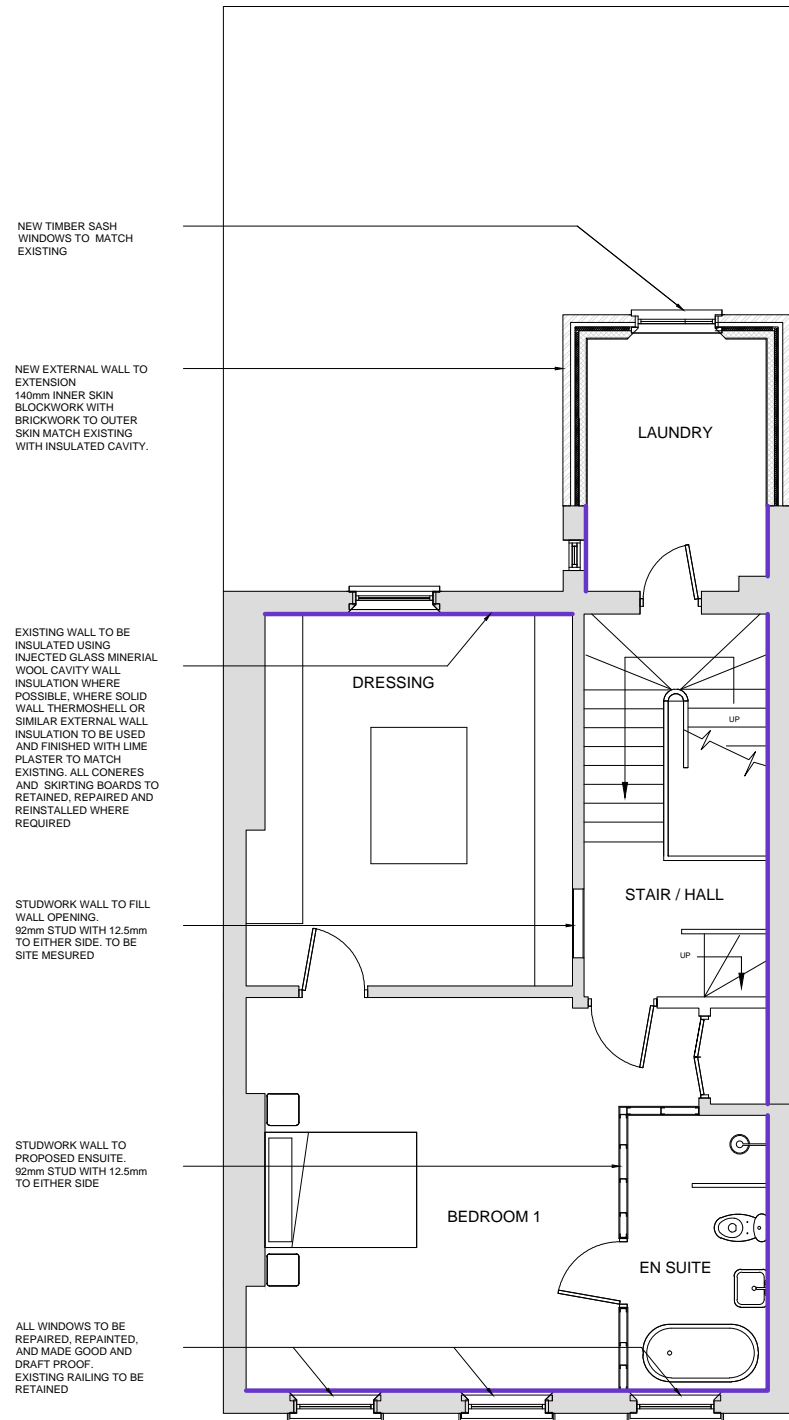 NEW TIMBER SASH
WINDOWS TO MATCH
EXISTING
NEW EXTERNAL WALL TO
EXTENSION
140mm INNER SKIN
BLOCKWORK WITH
BRICKWORK TO OUTER
SKIN MATCH EXISTING
WITH INSULATED CAVITY.
LAUNDRY
EXISTING WALL TO BE
INSULATED USING
INJECTED GLASS MINERIAL
WOOL CAVITY WALL
INSULATION WHERE
POSSIBLE, WHERE SOLID
WALL THERMOSHELL OR
SIMILAR EXTERNAL WALL
INSULATION TO BE USED
AND FINISHED WITH LIME
PLASTER TO MATCH
EXISTING. ALL CONERES
AND SKIRTING BOARDS TO
RETAINED, REPAIRED AND
REINSTALLED WHERE
REQUIRED
DRESSING
UP
STUDWORK WALL TO FILL
WALL OPENING.
92mm STUD WITH 12.5mm
TO EITHER SIDE. TO BE
SITE MESURED
STAIR / HALL
UP
STUDWORK WALL TO
PROPOSED ENSUITE.
92mm STUD WITH 12.5mm
TO EITHER SIDE
BEDROOM 1
EN SUITE
ALL WINDOWS TO BE
REPAIRED, REPAINTED,
AND MADE GOOD AND
DRAFT PROOF.
EXISTING RAILING TO BE
RETAINED